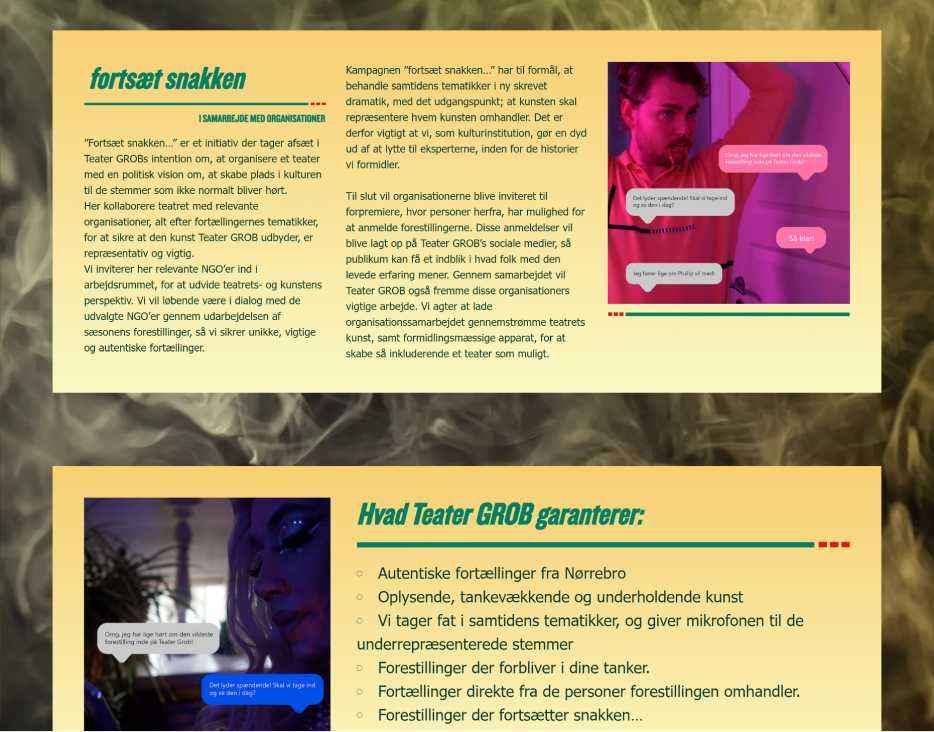 fortsæt snakken
I SAMARBEJDE MED ORGANISATIONER
"Fortsæt snakken..." er et initiativ der tager afsæt i
Teater GROBs intention om, at organisere et teater
med en politisk vision om, at skabe plads i kulturen
til de stemmer som ikke normalt bliver hørt.
Her kollaborere teatret med relevante
organisationer, alt efter fortællingernes tematikker,
for at sikre at den kunst Teater GROB udbyder, er
repræsentativ og vigtig.
Vi inviterer her relevante NGO'er ind i
arbejdsrummet, for at udvide teatrets- og kunstens
perspektiv. Vi vil løbende være i dialog med de
udvalgte NGO'er gennem udarbejdelsen af
sæsonens forestillinger, så vi sikrer unikke, vigtige
og autentiske fortællinger.
Kampagnen "fortsæt snakken..." har til formål, at
behandle samtidens tematikker i ny skrevet
dramatik, med det udgangspunkt; at kunsten skal
repræsentere hvem kunsten omhandler. Det er
derfor vigtigt at vi, som kulturinstitution, gør en dyd
ud af at lytte til eksperterne, inden for de historier
vi formidler.
Til slut vil organisationerne blive inviteret til
forpremiere, hvor personer herfra, har mulighed for
at anmelde forestillingerne. Disse anmeldelser vil
blive lagt op på Teater GROB's sociale medier, så
publikum kan få et indblik i hvad folk med den
levede erfaring mener. Gennem samarbejdet vil
Teater GROB også fremme disse organisationers
vigtige arbejde. Vi agter at lade
organisationssamarbejdet gennemstrømme teatrets
kunst, samt formidlingsmæssige apparat, for at
skabe så inkluderende et teater som muligt.
Omg, jeg har lige hørt om den vildeste
forestilling inde på Teater Grob!
Det lyder spændende! Skal vi tage ind
og se den i dag?
Så klar!
Jeg hører lige om Phillip vil med!
Hvad Teater GROB garanterer:
○ Autentiske fortællinger fra Nørrebro
○ Oplysende, tankevækkende og underholdende kunst
○ Vi tager fat i samtidens tematikker, og giver mikrofonen til de
underrepræsenterede stemmer
○ Forestillinger der forbliver i dine tanker.
○ Fortællinger direkte fra de personer forestillingen omhandler.
○ Forestillinger der fortsætter snakken...
Omg, jeg har lige hørt om den vildeste
forestilling inde på Teater Grob!
Det lyder spændende! Skal vi tage ind
og se den i dag?